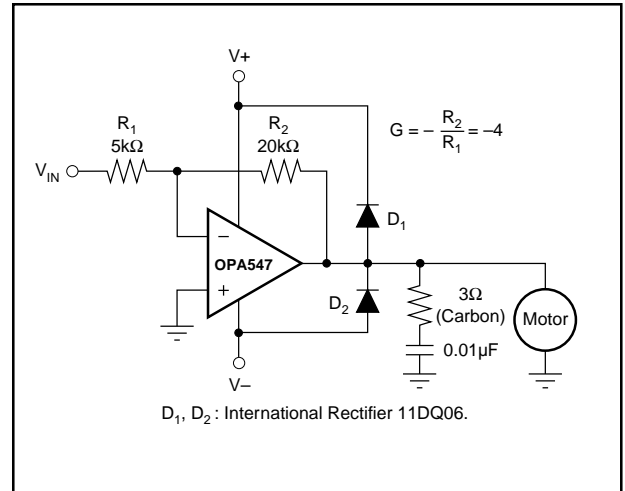 V+
R1
5kΩ
R2
20kΩ
G = – R2/R1 = –4
VIN
D1
–
OPA547
+
D2
3Ω
(Carbon)
Motor
0.01µF
V–
D1, D2 : International Rectifier 11DQ06.